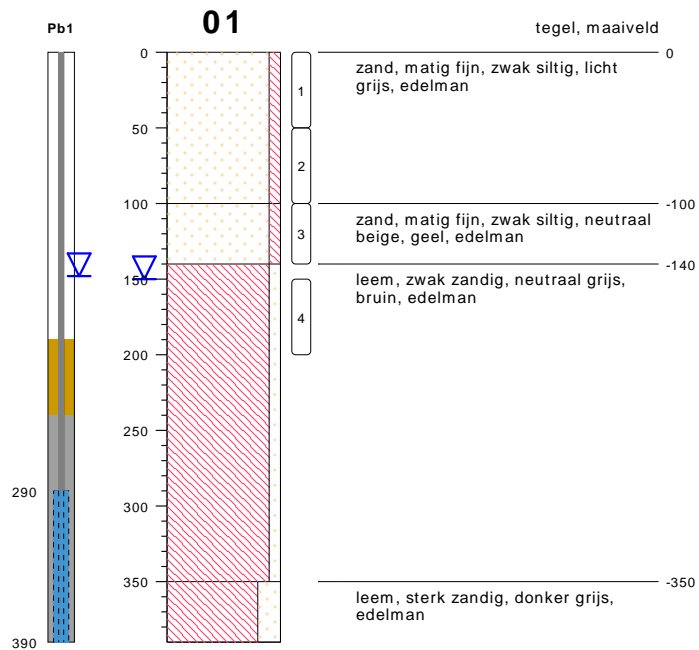 01
Pb1
tegel, maaiveld
0
0
zand, matig fijn, zwak siltig, licht
grijs, edelman
1
50
2
100
-100
zand, matig fijn, zwak siltig, neutraal
beige, geel, edelman
3
-140
150
leem, zwak zandig, neutraal grijs,
bruin, edelman
4
200
250
290
300
350
-350
leem, sterk zandig, donker grijs,
edelman
390